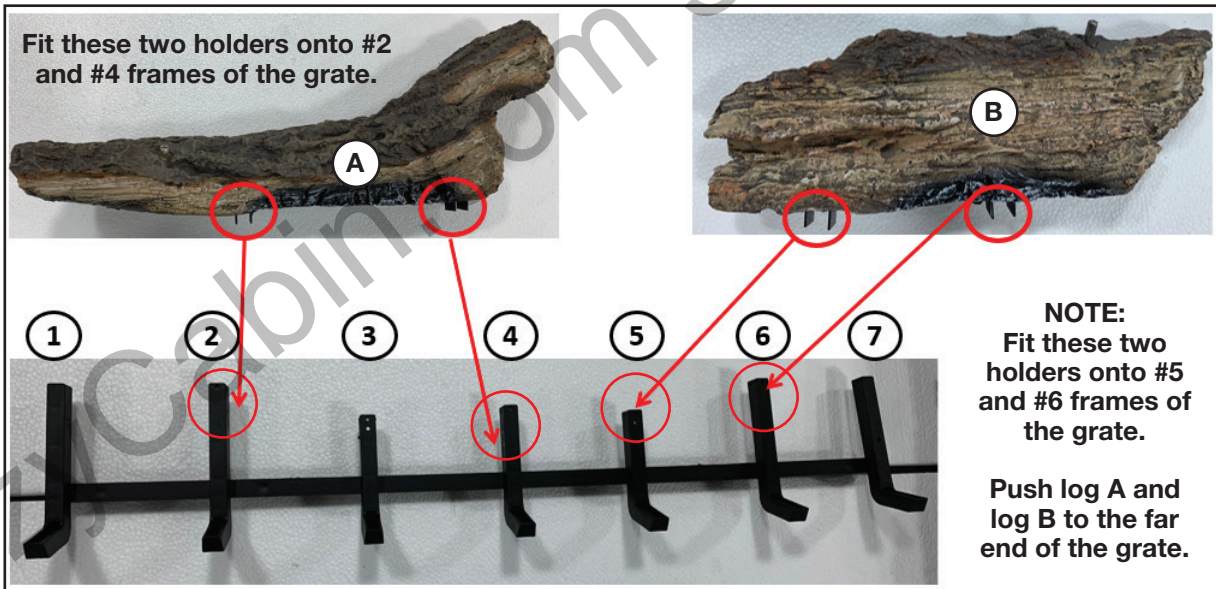 Fit these two holders onto #2
and #4 frames of the grate.
A
B
1
2
3
4
5
6
7
NOTE:
Fit these two
holders onto #5
and #6 frames of
the grate.
Push log A and
log B to the far
end of the grate.
zyCabin.com